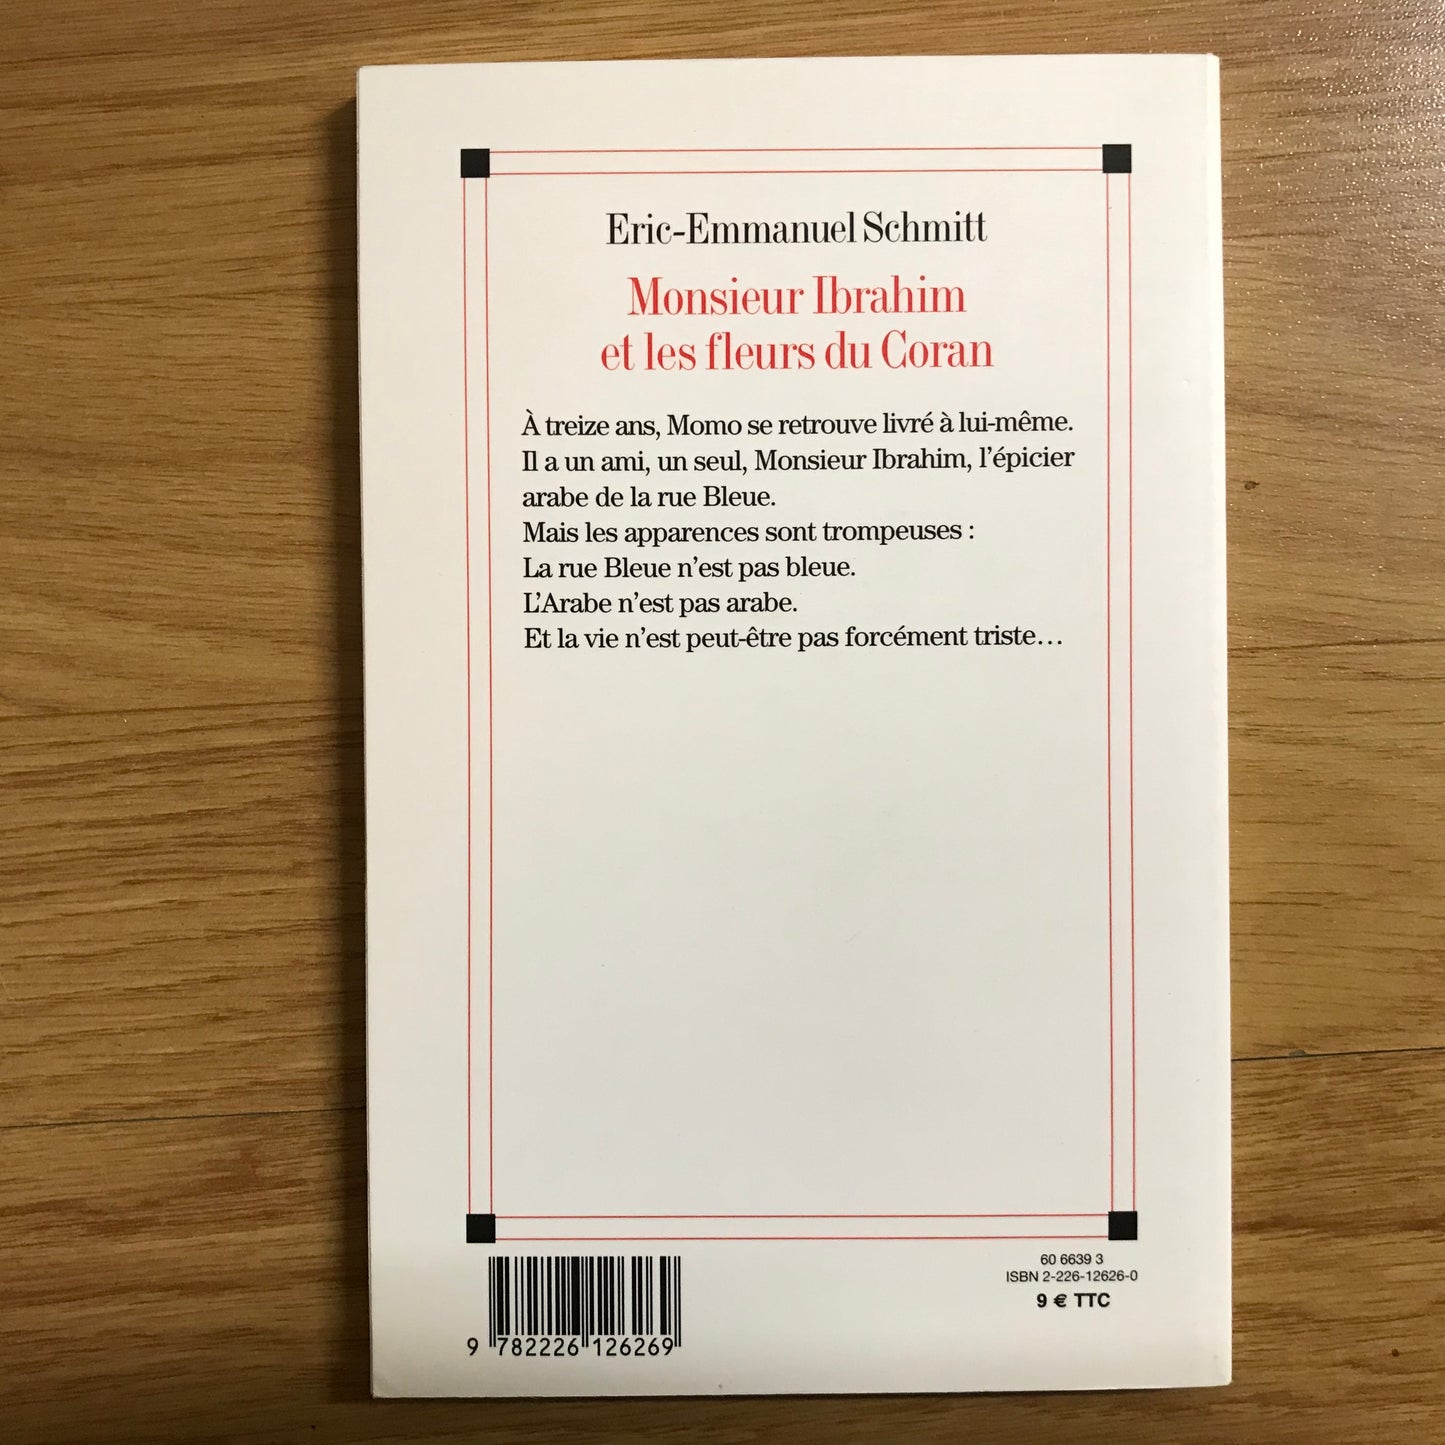 Eric-Emmanuel Schmitt
Monsieur Ibrahim
et les fleurs du Coran
À treize ans, Momo se retrouve livré à lui-même.
Il a un ami, un seul, Monsieur Ibrahim, l’épicier
arabe de la rue Bleue.
Mais les apparences sont trompeuses :
La rue Bleue n’est pas bleue.
L’Arabe n’est pas arabe.
Et la vie n’est peut-être pas forcément triste…
60 6639 3
ISBN 2-226-12626-0
9 € TTC
9 782226 126269